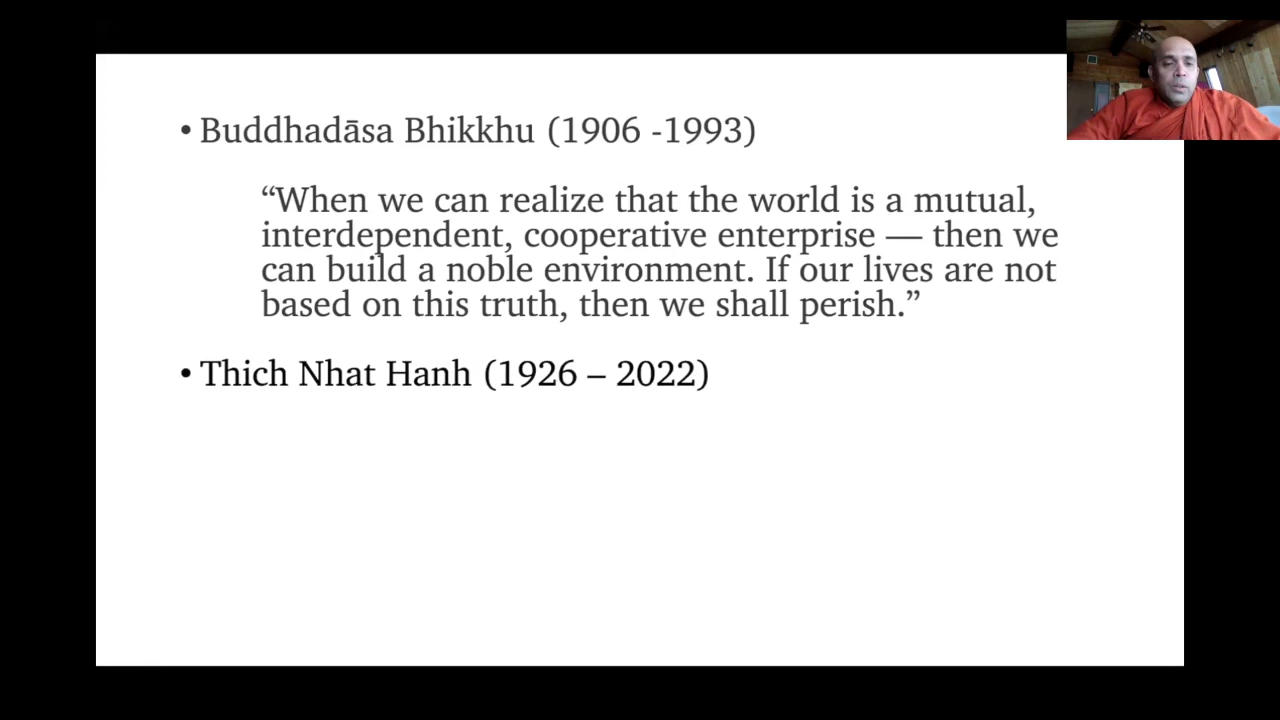 • Buddhadāsa Bhikkhu (1906 -1993)
“When we can realize that the world is a mutual,
interdependent, cooperative enterprise — then we
can build a noble environment. If our lives are not
based on this truth, then we shall perish.”
• Thich Nhat Hanh (1926 – 2022)